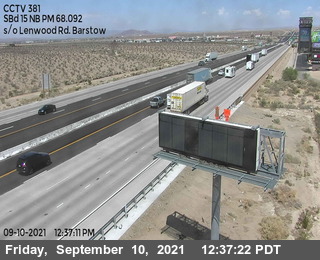 CCTV 381
SBd 15 NB PM 68.092
s/o Lenwood Rd. Barstow
09-10-2021 12:37:11 PM
Friday, September 10, 2021 12:37:22 PDT